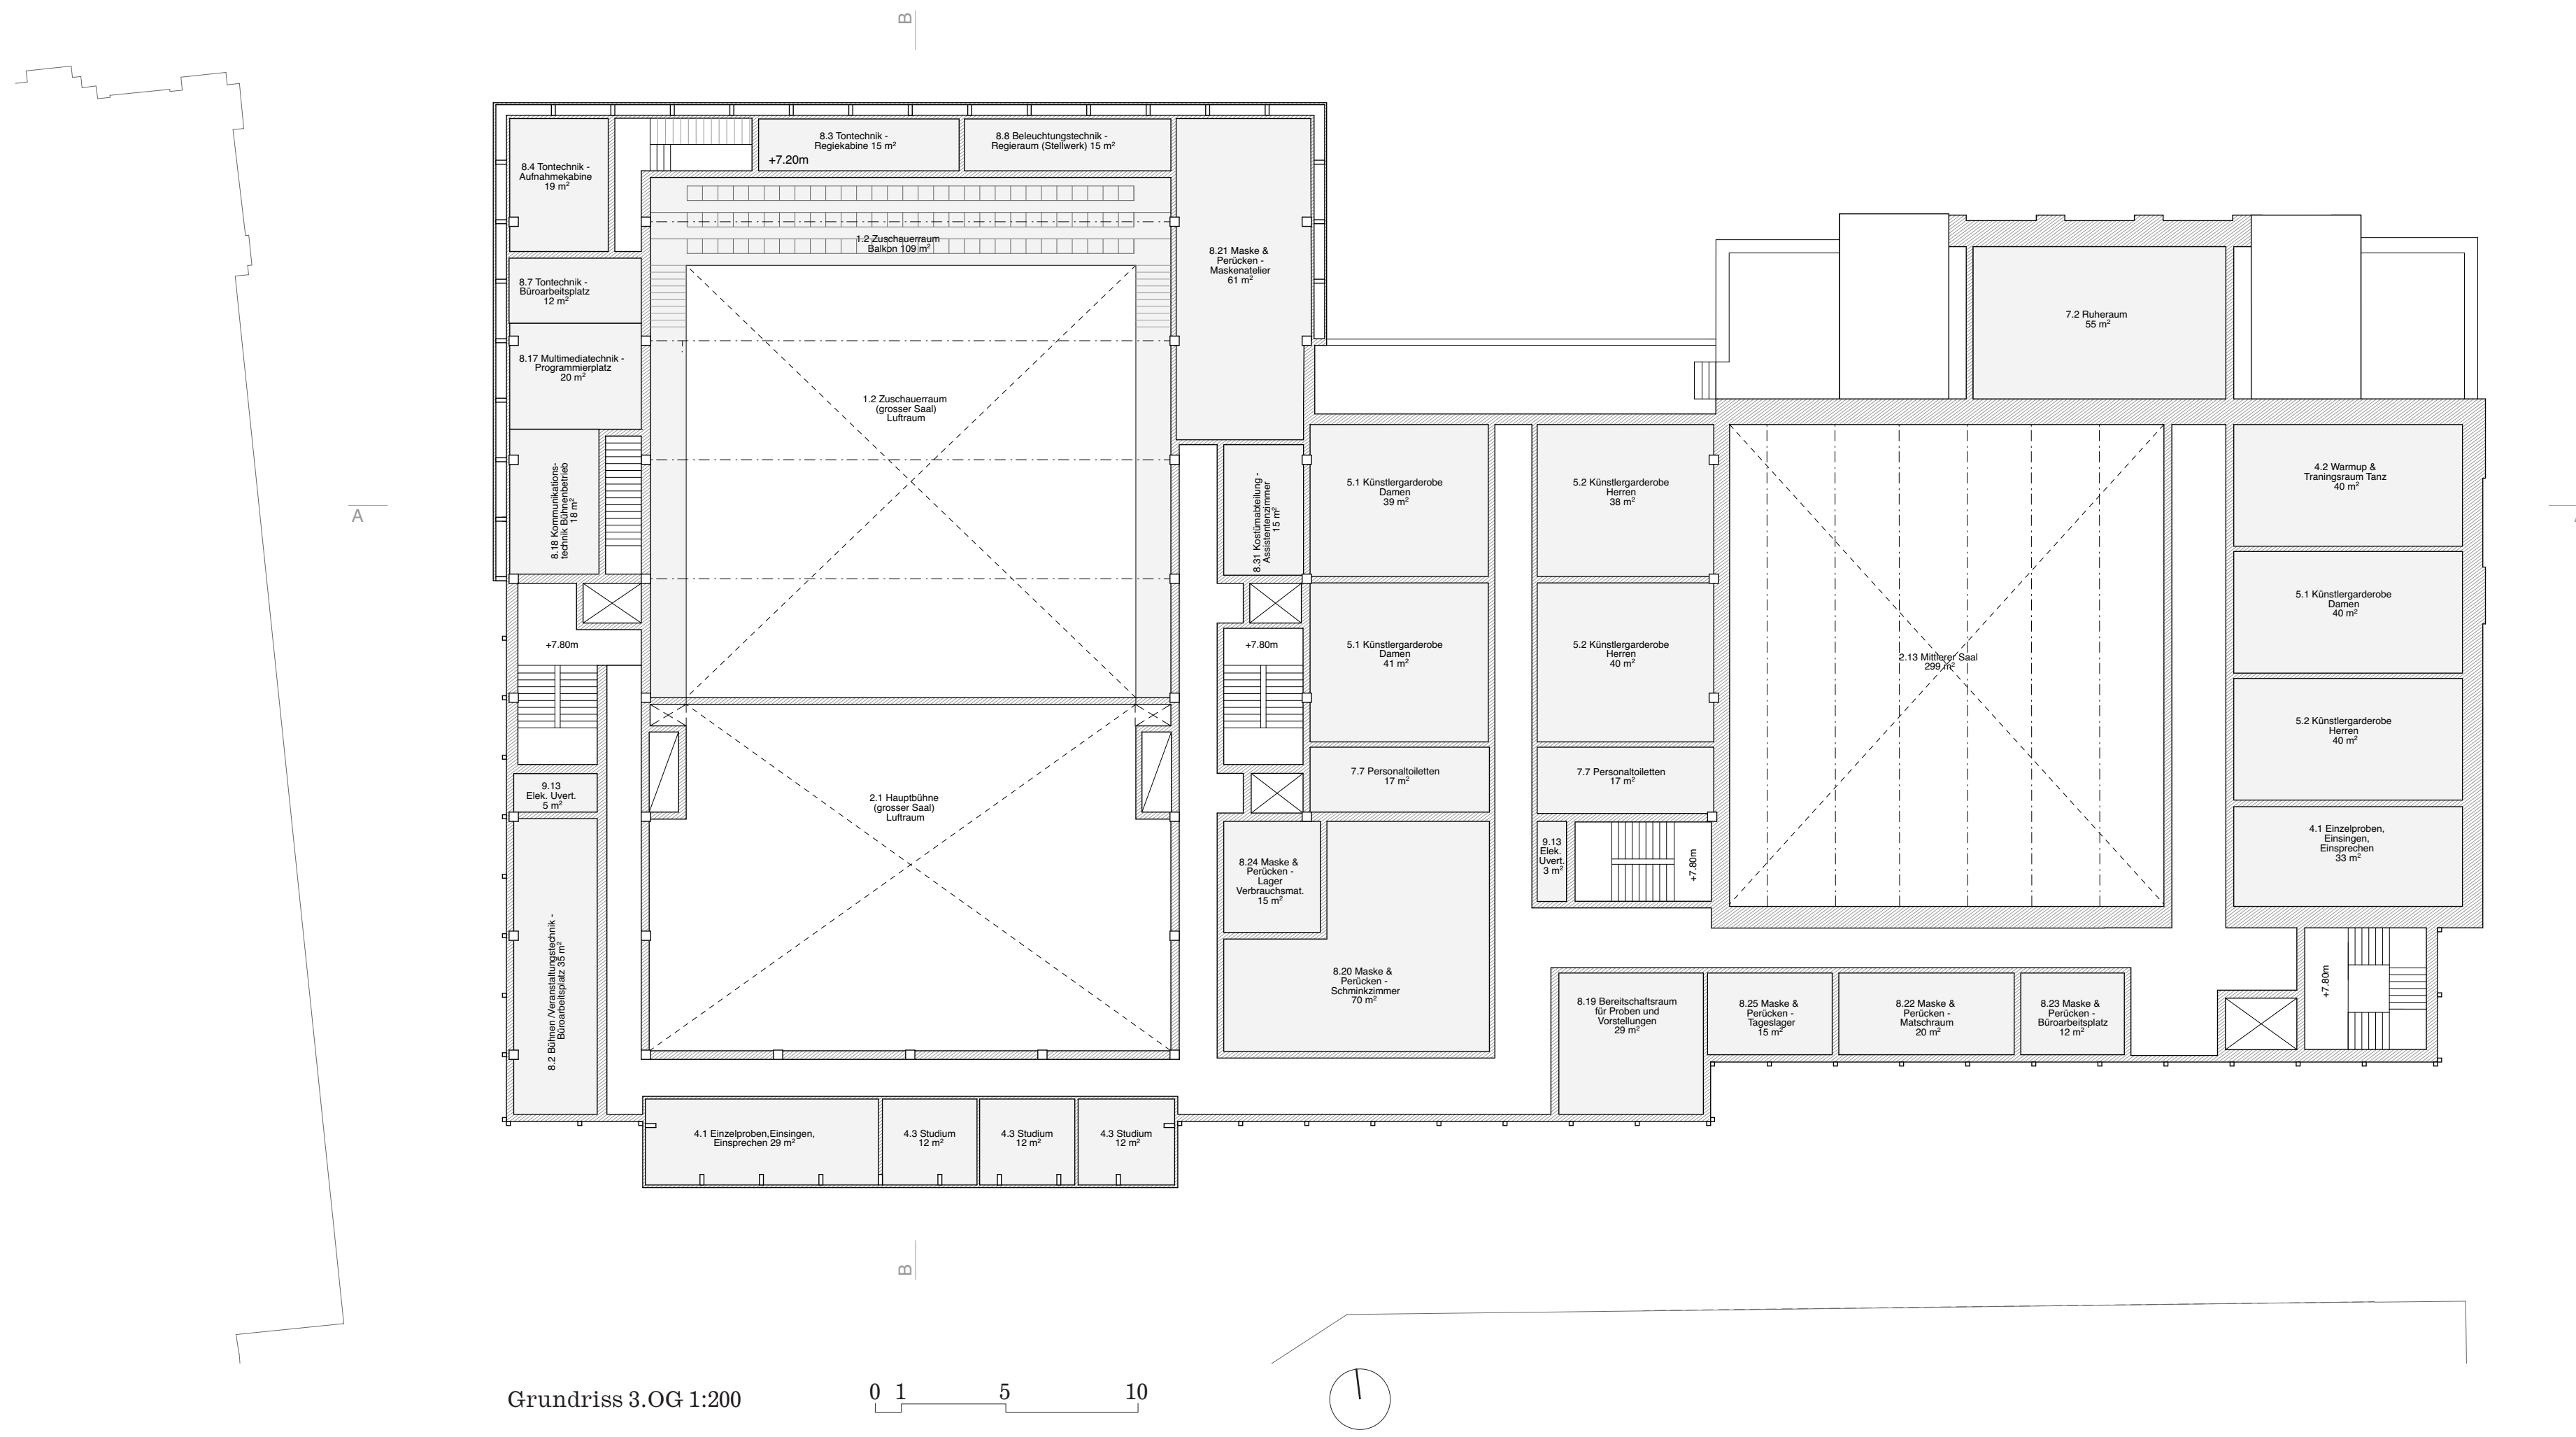 B
8.3 Tontechnik -
Regiekabine 15 m²
+7.20m
8.8 Beleuchtungstechnik -
Regieraum (Stellwerk) 15 m²
8.4 Tontechnik -
Aufnahmekabine
19 m²
1.2 Zuschauerraum
Balkon 109 m²
8.21 Maske &
Perücken -
Maskenatelier
61 m²
8.7 Tontechnik -
Büroarbeitsplatz
12 m²
7.2 Ruheraum
55 m²
8.17 Multimediatechnik -
Programmierplatz
20 m²
1.2 Zuschauerraum
(grosser Saal)
Luftraum
A
8.18 Kommunikations-
technik Bühnenbetrieb
18 m²
8.31 Kostümabteilung -
Assistentenzimmer
15 m²
5.1 Künstlergarderobe
Damen
39 m²
5.2 Künstlergarderobe
Herren
38 m²
4.2 Warmup &
Traningsraum Tanz
40 m²
5.1 Künstlergarderobe
Damen
40 m²
+7.80m
+7.80m
5.1 Künstlergarderobe
Damen
41 m²
5.2 Künstlergarderobe
Herren
40 m²
2.13 Mittlerer Saal
299 m²
5.2 Künstlergarderobe
Herren
40 m²
9.13
Elek. Uvert.
5 m²
2.1 Hauptbühne
(grosser Saal)
Luftraum
7.7 Personaltoiletten
17 m²
7.7 Personaltoiletten
17 m²
4.1 Einzelproben,
Einsingen,
Einsprechen
33 m²
8.24 Maske &
Perücken -
Lager
Verbrauchsmat.
15 m²
9.13
Elek.
Uvert.
3 m²
+7.80m
8.2 Bühnen /Veranstaltungstechnik -
Büroarbeitsplatz 35 m²
8.20 Maske &
Perücken -
Schminkzimmer
70 m²
8.19 Bereitschaftsraum
für Proben und
Vorstellungen
29 m²
8.25 Maske &
Perücken -
Tageslager
15 m²
8.22 Maske &
Perücken -
Matschraum
20 m²
8.23 Maske &
Perücken -
Büroarbeitsplatz
12 m²
+7.80m
4.1 Einzelproben,Einsingen,
Einsprechen 29 m²
4.3 Studium
12 m²
4.3 Studium
12 m²
4.3 Studium
12 m²
B
Grundriss 3.OG 1:200
0 1 5 10